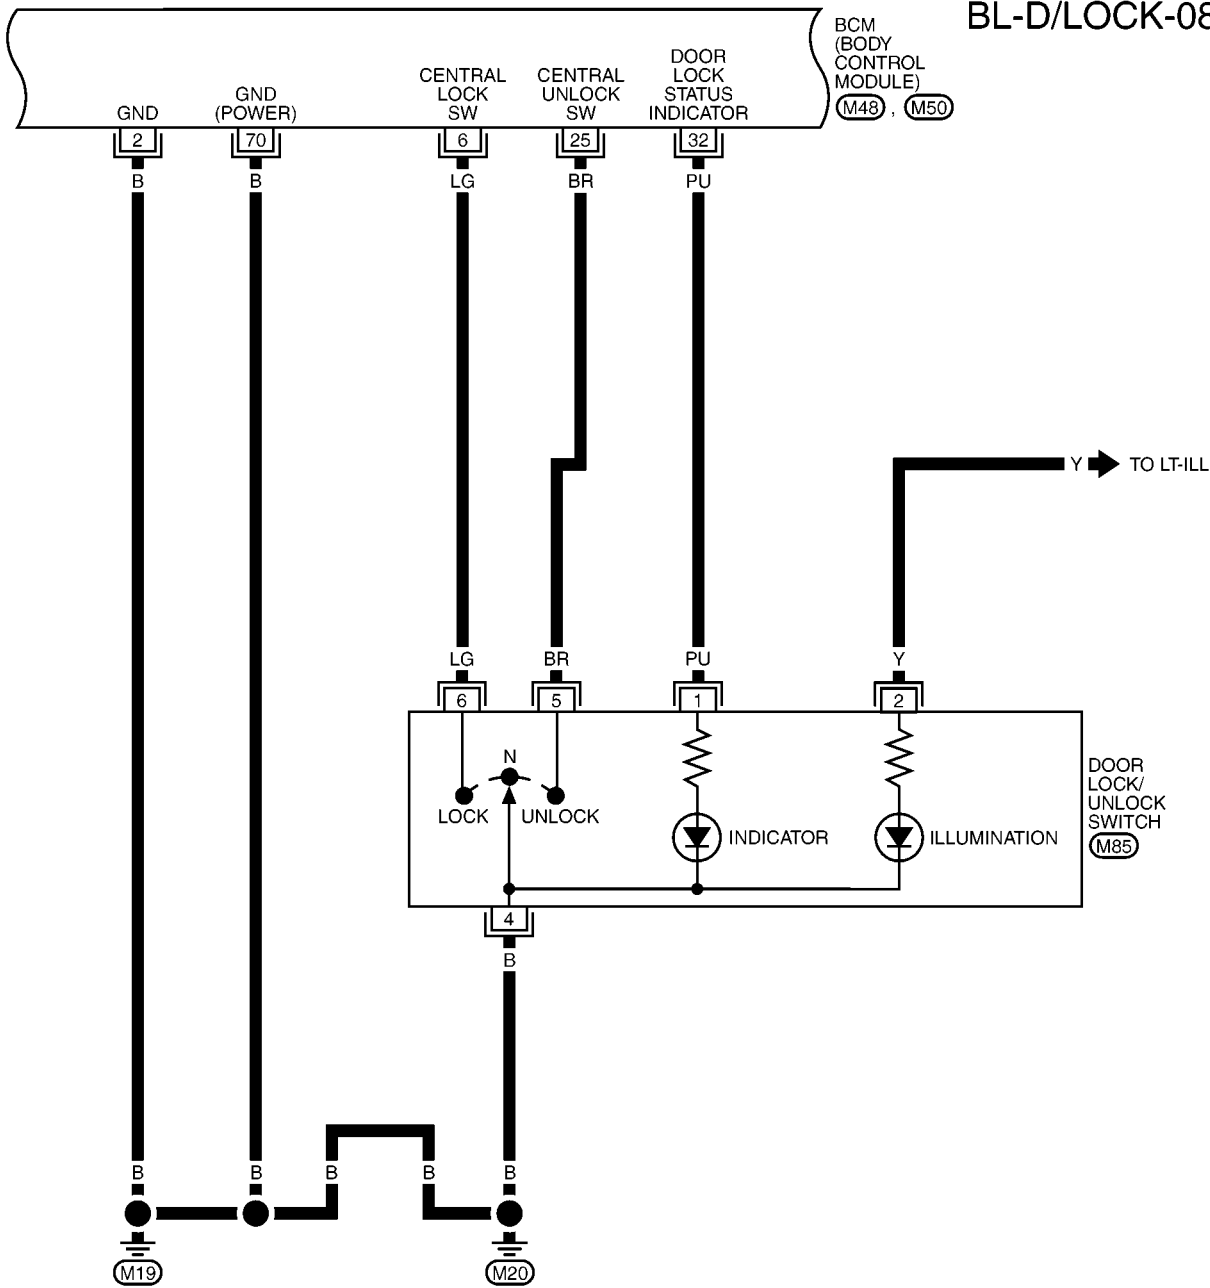 BL-D/LOCK-08
BCM
(BODY
CONTROL
MODULE)
M48 , M50
GND
GND
(POWER)
CENTRAL
LOCK
SW
CENTRAL
UNLOCK
SW
DOOR
LOCK
STATUS
INDICATOR
2 70 6 25 32
B B LG BR PU
Y TO LT-ILL
LG BR PU Y
6 5 1 2
N
LOCK UNLOCK
INDICATOR
ILLUMINATION
DOOR
LOCK/
UNLOCK
SWITCH
M85
4
B
B B B B B
M19 M20